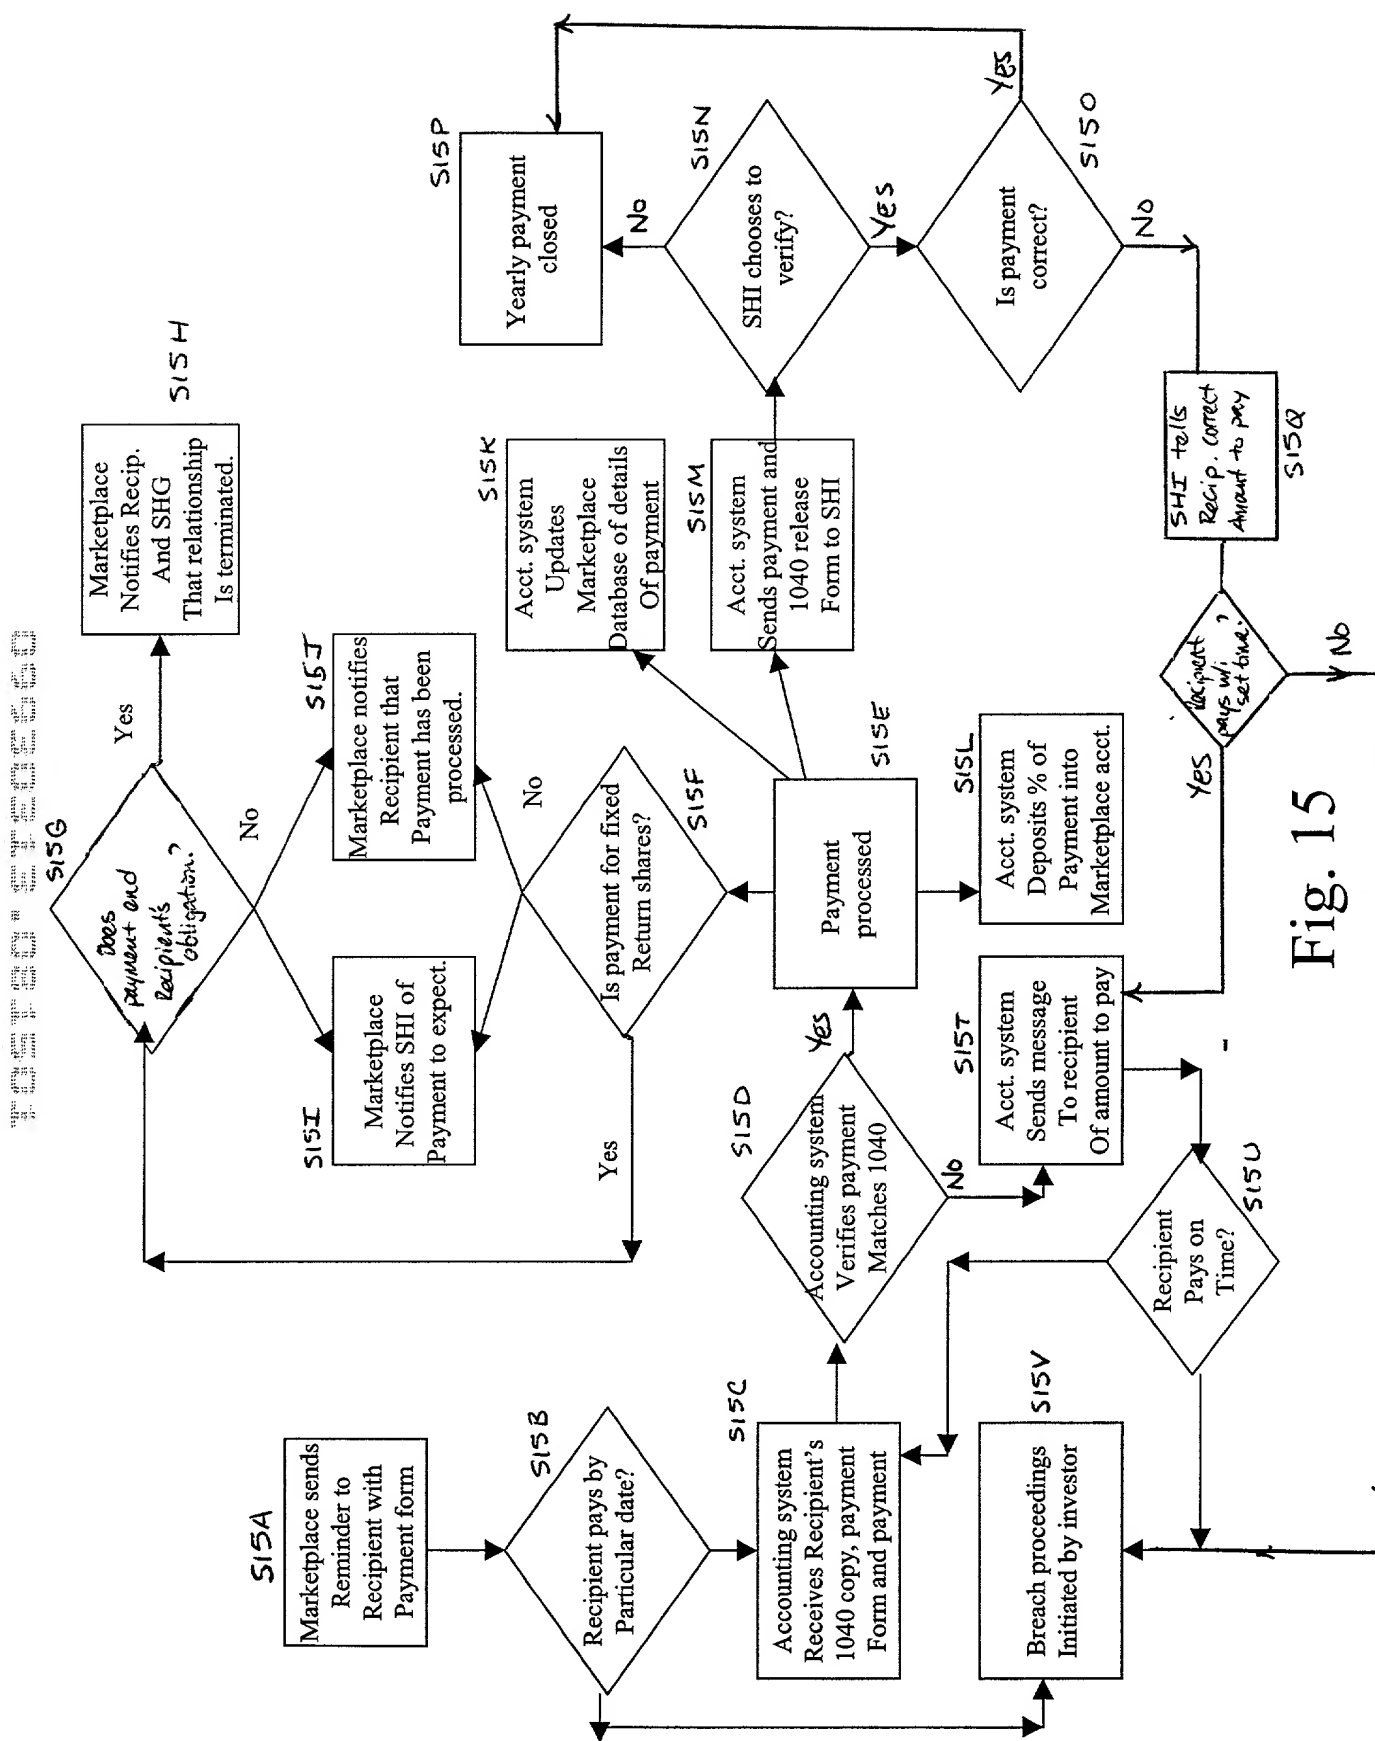 S15A
Marketplace sends
Reminder to
Recipient with
Payment form
S15B
Recipient pays by
Particular date?
S15C
Accounting system
Receives Recipient's
1040 copy, payment
Form and payment
S15V
Breach proceedings
Initiated by investor
S15D
Accounting system
Verifies payment
Matches 1040
Yes
No
S15T
Acct. system
Sends message
To recipient
Of amount to pay
S15U
Recipient
Pays on
Time?
S15G
Does
payment end
Recipient's
obligation?
Yes
No
S15H
Marketplace
Notifies Recip.
And SHG
That relationship
Is terminated.
S15I
Marketplace
Notifies SHI of
Payment to expect.
S15J
Marketplace notifies
Recipient that
Payment has been
processed.
S15F
Is payment for fixed
Return shares?
Yes
No
S15E
Payment
processed
S15L
Acct. system
Deposits % of
Payment into
Marketplace acct.
S15K
Acct. system
Updates
Marketplace
Database of details
Of payment
S15M
Acct. system
Sends payment and
1040 release
Form to SHI
S15P
Yearly payment
closed
No
S15N
SHI chooses to
verify?
Yes
S15O
Is payment
correct?
Yes
No
S15Q
SHI tells
Recip. correct
Amount to pay
Recipient
pays w/i
set time?
Yes
No
Fig. 15